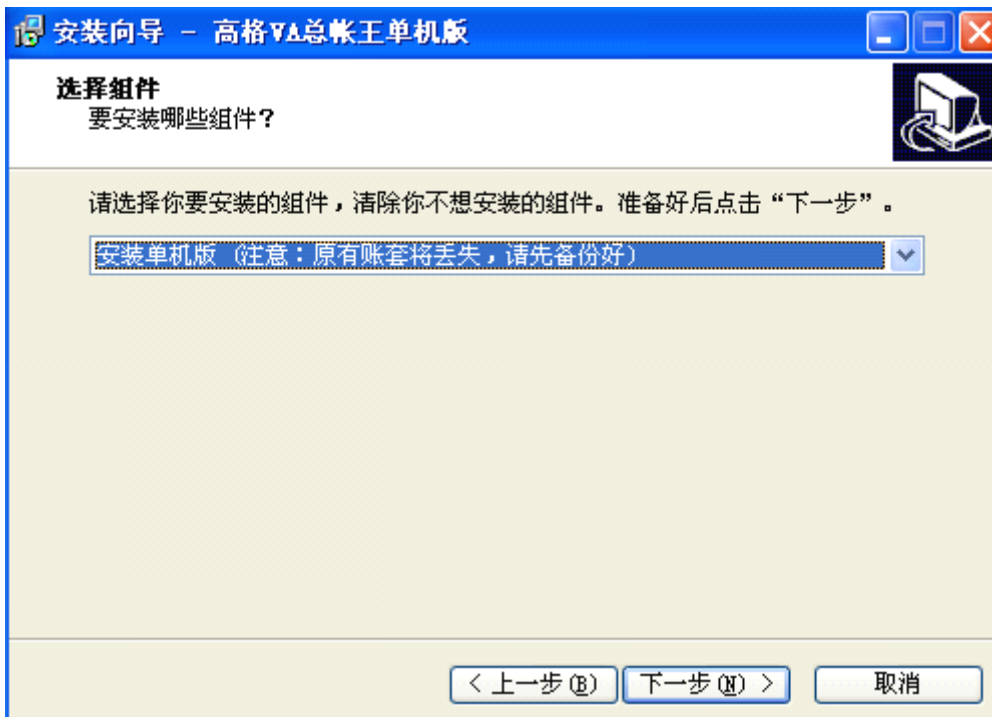 安装向导 - 高格VA总帐王单机版
选择组件
要安装哪些组件?
请选择你要安装的组件，清除你不想安装的组件。准备好后点击“下一步”。
安装单机版 (注意：原有账套将丢失，请先备份好)
< 上一步(B) 下一步(N) > 取消